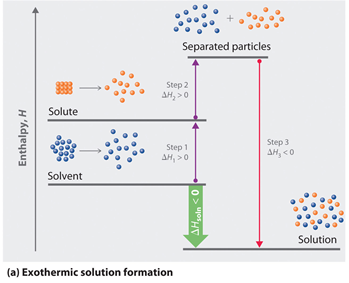 +
Separated particles
Step 2
ΔH₂ > 0
Solute
Step 1
ΔH₁ > 0
Step 3
ΔH₃ < 0
Solvent
ΔHsoln < 0
Solution
Enthalpy, H
(a) Exothermic solution formation